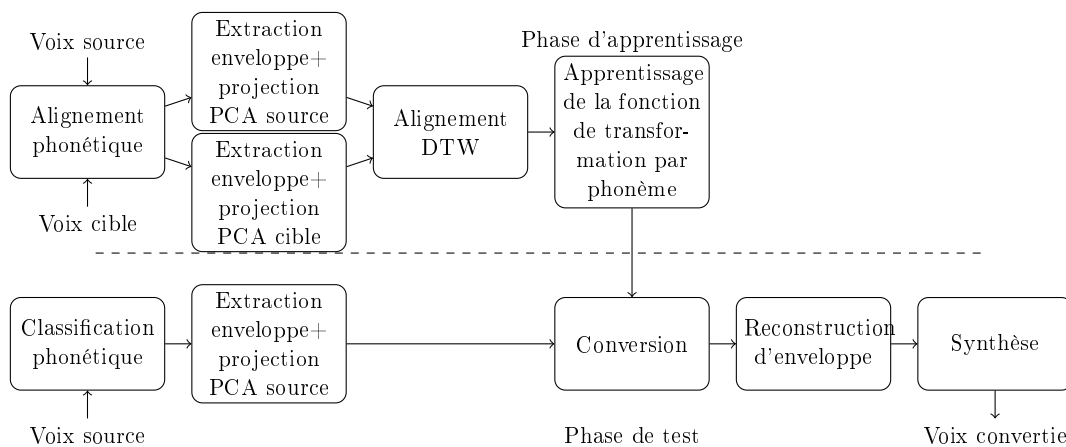 Voix source
Alignement
phonétique
Voix cible
Extraction
enveloppe+
projection
PCA source
Extraction
enveloppe+
projection
PCA cible
Alignement
DTW
Phase d'apprentissage
Apprentissage
de la fonction
de transfor-
mation par
phonème
Classification
phonétique
Voix source
Extraction
enveloppe+
projection
PCA source
Conversion
Phase de test
Reconstruction
d'enveloppe
Synthèse
Voix convertie